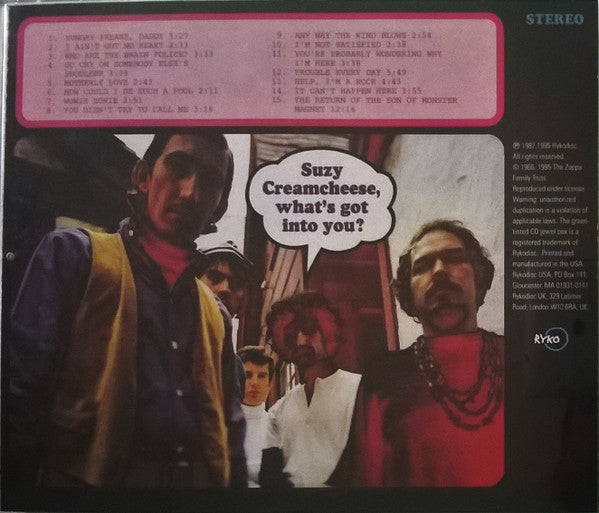 STEREO
1. HUNGRY FREAKS, DADDY 3:27
2. I AIN'T GOT NO HEART 2:33
3. WHO ARE THE BRAIN POLICE? 3:33
4. GO CRY ON SOMEBODY ELSE'S
SHOULDER 3:39
5. MOTHERLY LOVE 2:43
6. HOW COULD I BE SUCH A FOOL 2:11
7. WOWIE ZOWIE 2:51
8. YOU DIDN'T TRY TO CALL ME 3:16
9. ANY WAY THE WIND BLOWS 2:54
10. I'M NOT SATISFIED 2:38
11. YOU'RE PROBABLY WONDERING WHY
I'M HERE 3:38
12. TROUBLE EVERY DAY 5:49
13. HELP, I'M A ROCK 4:43
14. IT CAN'T HAPPEN HERE 3:55
15. THE RETURN OF THE SON OF MONSTER
MAGNET 12:16
Suzy
Creamcheese,
what's got
into you?
℗ 1987, 1995 Rykodisc
All rights reserved.
© 1966, 1995 The Zappa
Family Trust
Reproduced under license
Warning: unauthorized
duplication is a violation of
applicable laws. The green-
tinted CD jewel box is a
registered trademark of
Rykodisc. Printed and
manufactured in the USA.
Rykodisc USA, PO Box 141,
Gloucester, MA 01931-0141
Rykodisc UK, 329 Latimer
Road, London W10 6RA, UK
RYKO